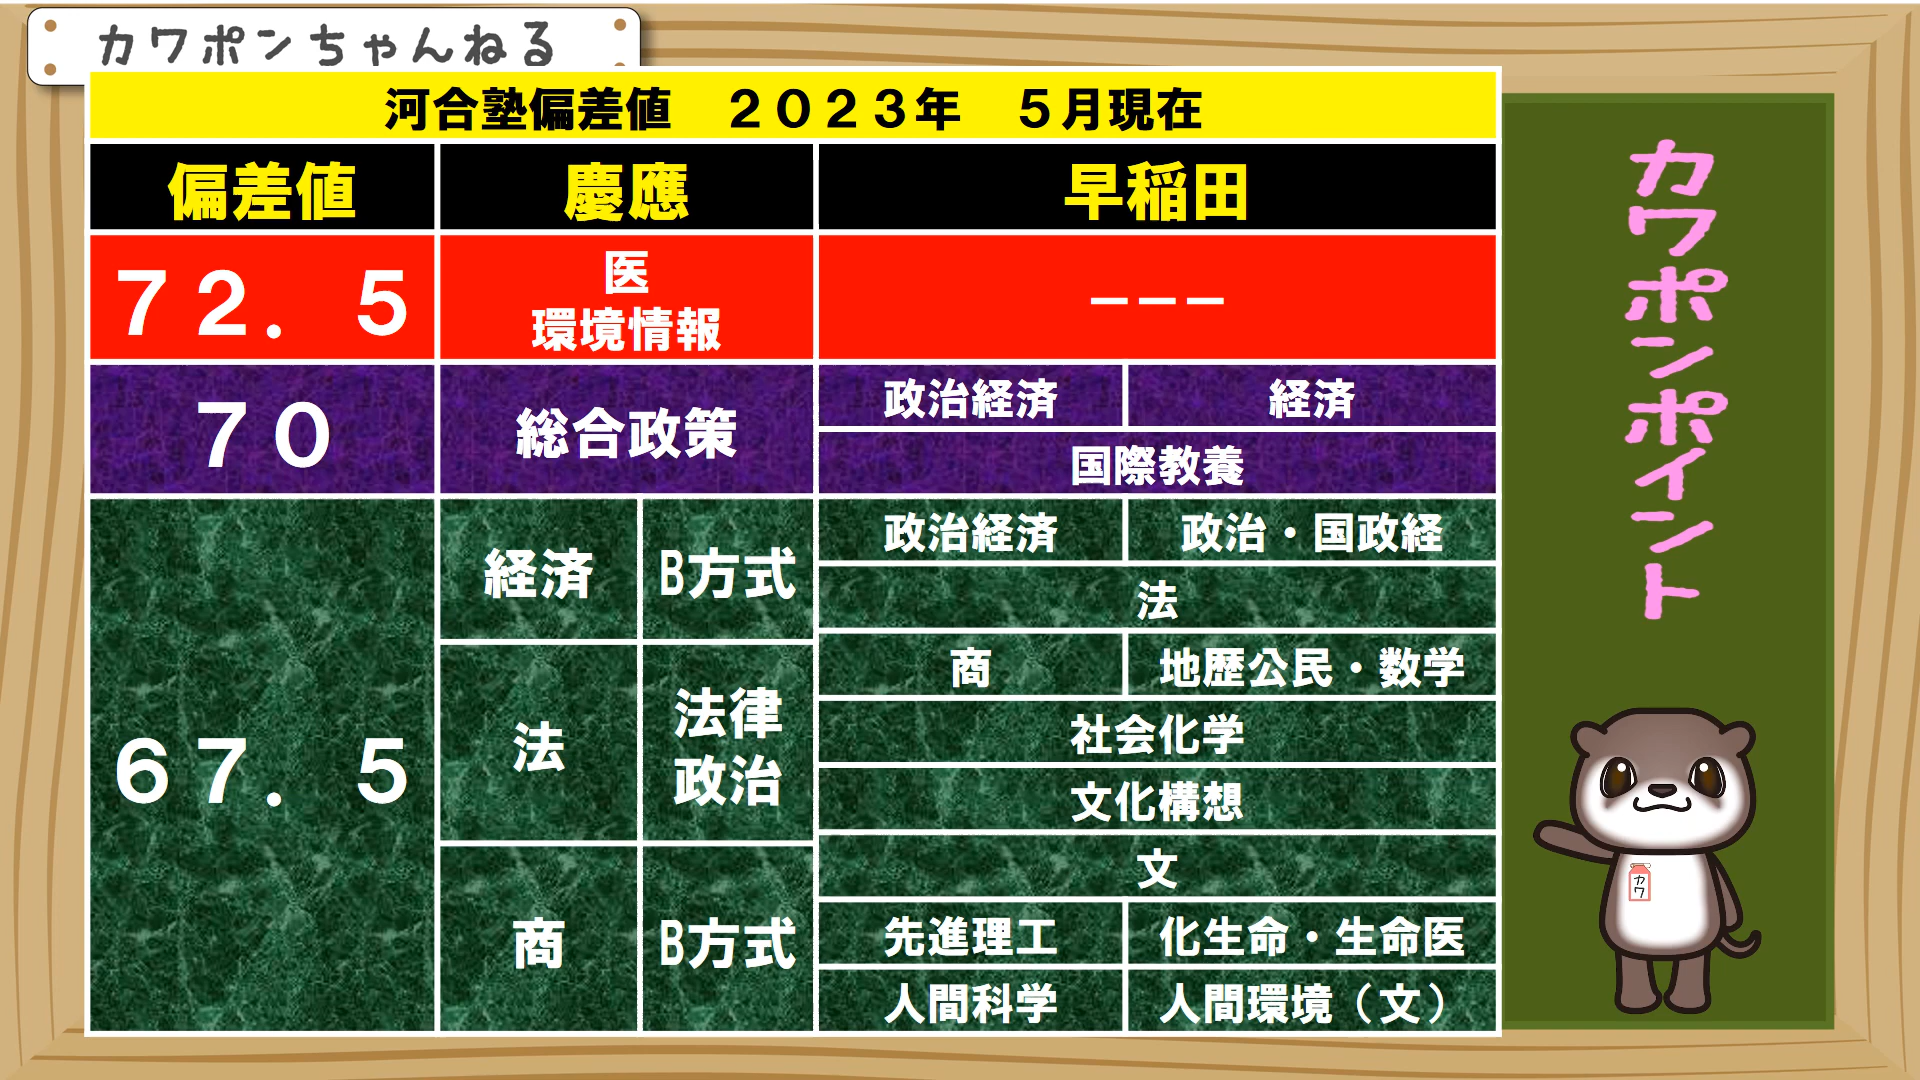 カワポンちゃんねる
河合塾偏差値　２０２３年　５月現在
偏差値 慶應 早稲田
７２．５ 医 ーーー
環境情報
７０ 総合政策 政治経済 経済
国際教養
６７．５ 経済 B方式 政治経済 政治・国政経
法
法 法律 商 地歴公民・数学
政治 社会化学
文化構想
商 B方式 文
先進理工 化生命・生命医
人間科学 人間環境（文）
カワポンポイント
カワ